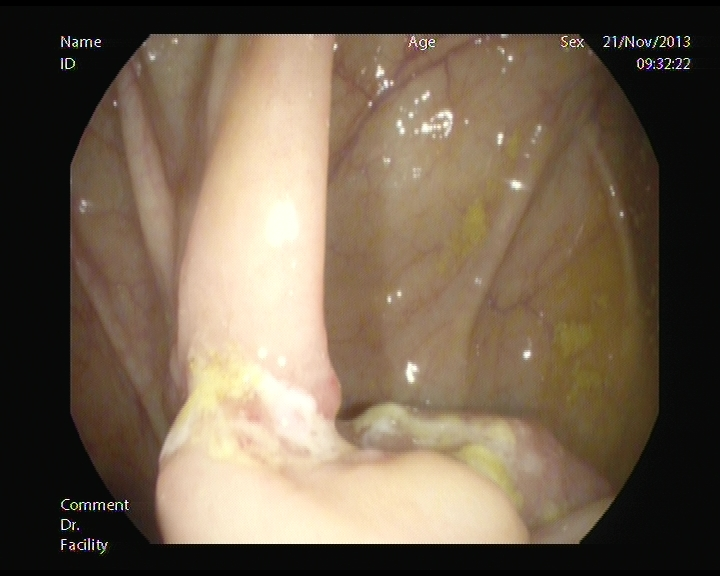 Name Age Sex 21/Nov/2013
ID 09:32:22
Comment
Dr.
Facility